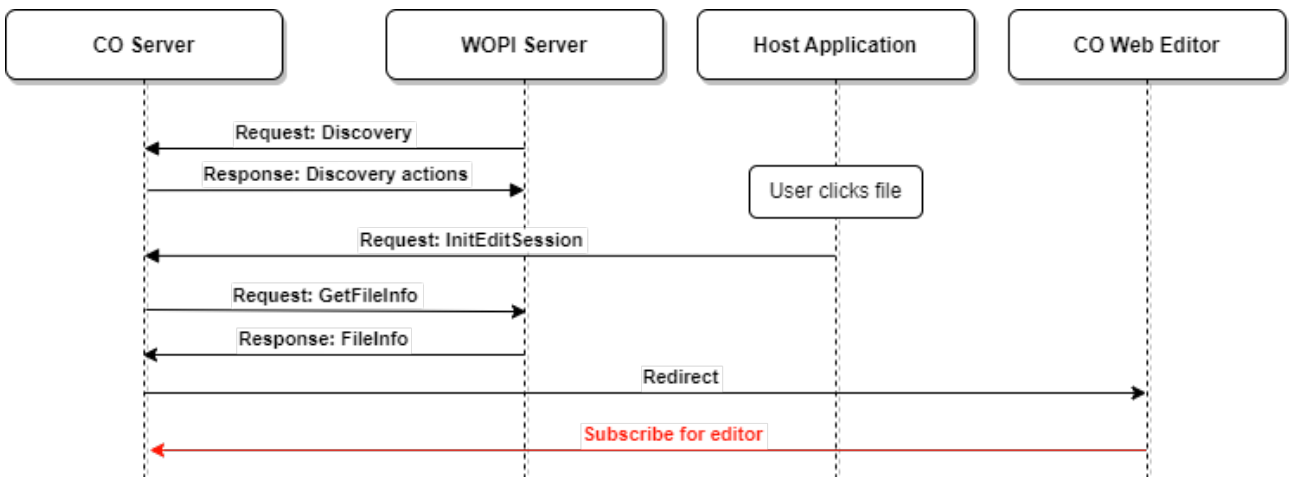 CO Server
WOPI Server
Host Application
CO Web Editor
Request: Discovery
Response: Discovery actions
User clicks file
Request: InitEditSession
Request: GetFileInfo
Response: FileInfo
Redirect
Subscribe for editor